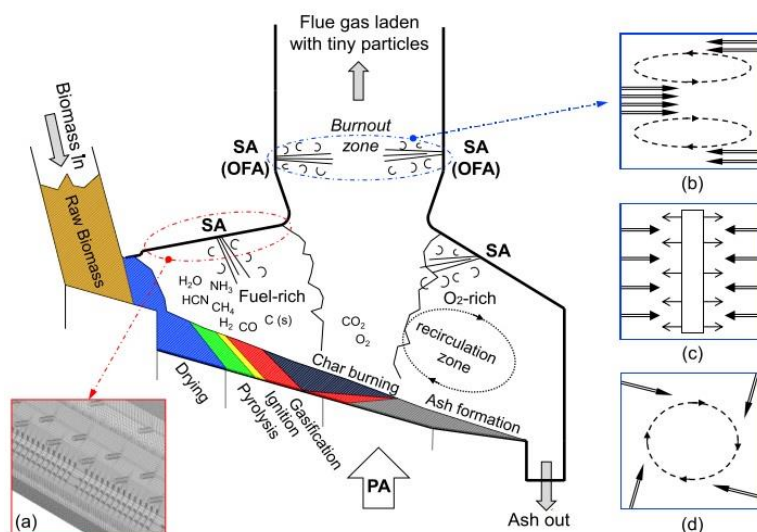 Flue gas laden
with tiny particles
Biomass In
Raw Biomass
Burnout
zone
SA
(OFA)
SA
(OFA)
SA
SA
H₂O
NH₃
HCN
CH₄
H₂
CO
C (s)
Fuel-rich
CO₂
O₂
O₂-rich
recirculation
zone
Drying
Pyrolysis
Ignition
Gasification
Char burning
Ash formation
PA
Ash out
(a)
(b)
(c)
(d)